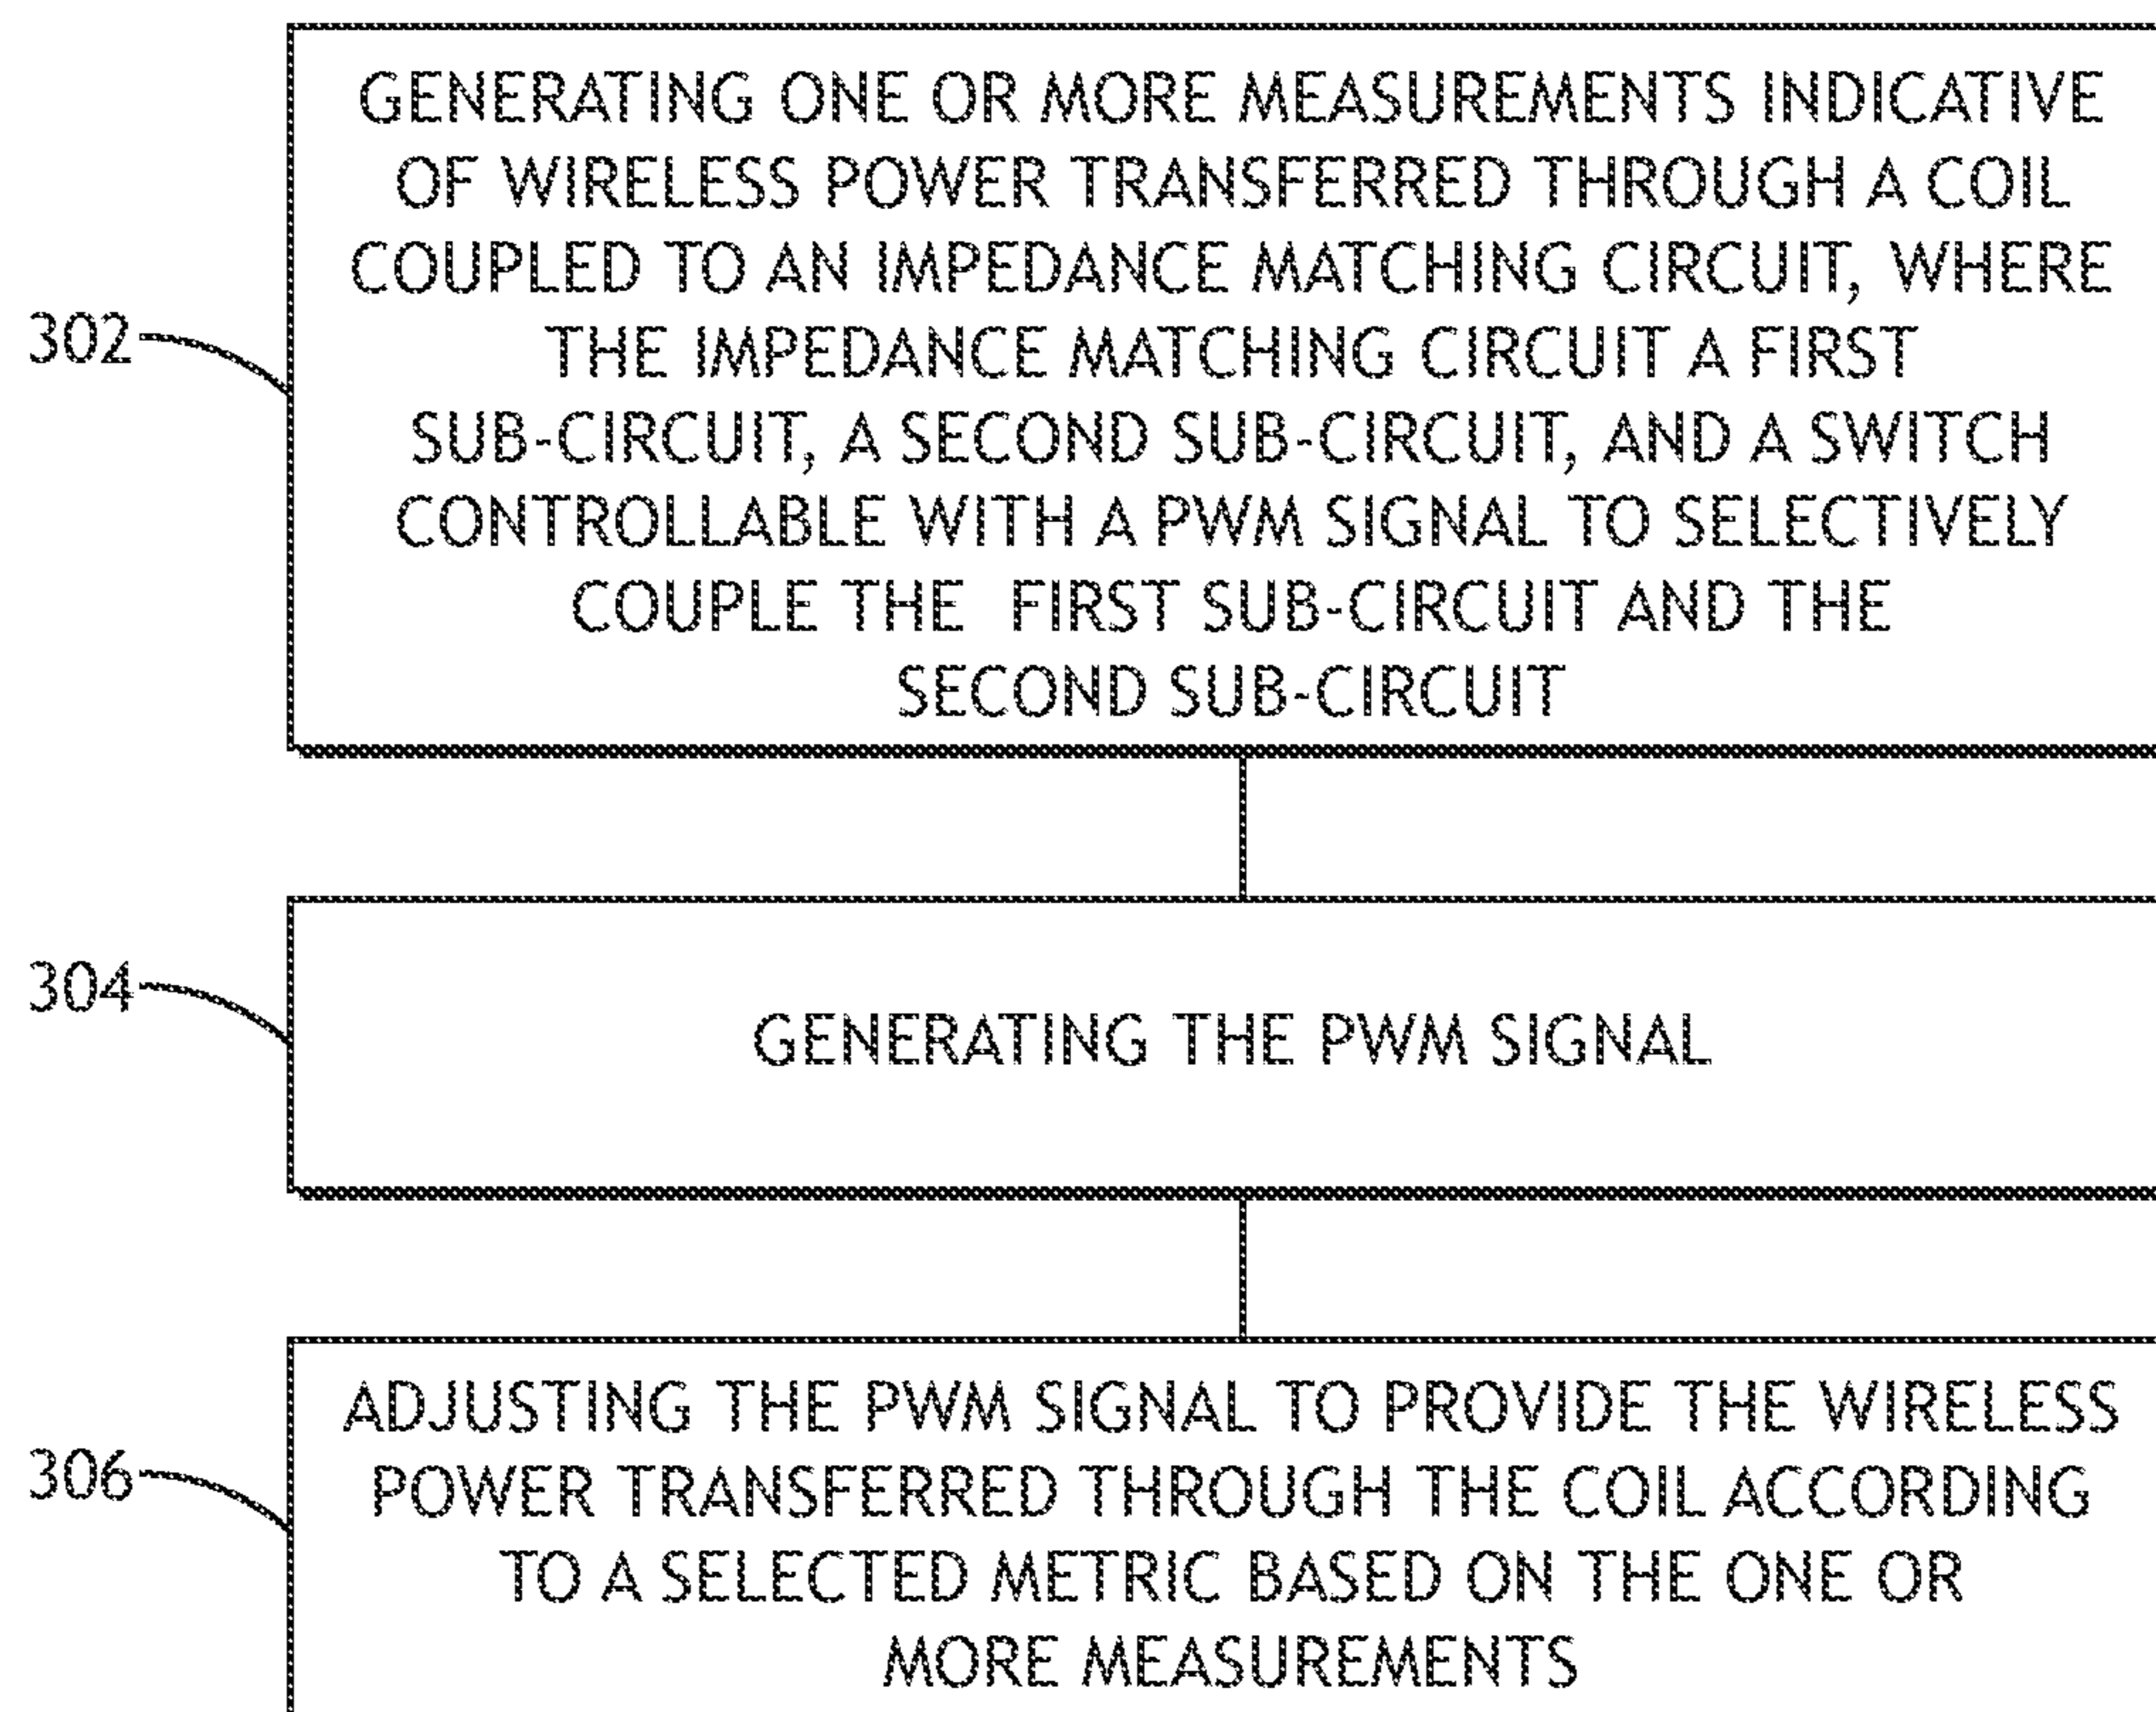 GENERATING ONE OR MORE MEASUREMENTS INDICATIVE
OF WIRELESS POWER TRANSFERRED THROUGH A COIL
COUPLED TO AN IMPEDANCE MATCHING CIRCUIT, WHERE
302
THE IMPEDANCE MATCHING CIRCUIT A FIRST
SUB-CIRCUIT, A SECOND SUB-CIRCUIT, AND A SWITCH
CONTROLLABLE WITH A PWM SIGNAL TO SELECTIVELY
COUPLE THE  FIRST SUB-CIRCUIT AND THE
SECOND SUB-CIRCUIT
304
GENERATING THE PWM SIGNAL
ADJUSTING THE PWM SIGNAL TO PROVIDE THE WIRELESS
306
POWER TRANSFERRED THROUGH THE COIL ACCORDING
TO A SELECTED METRIC BASED ON THE ONE OR
MORE MEASUREMENTS